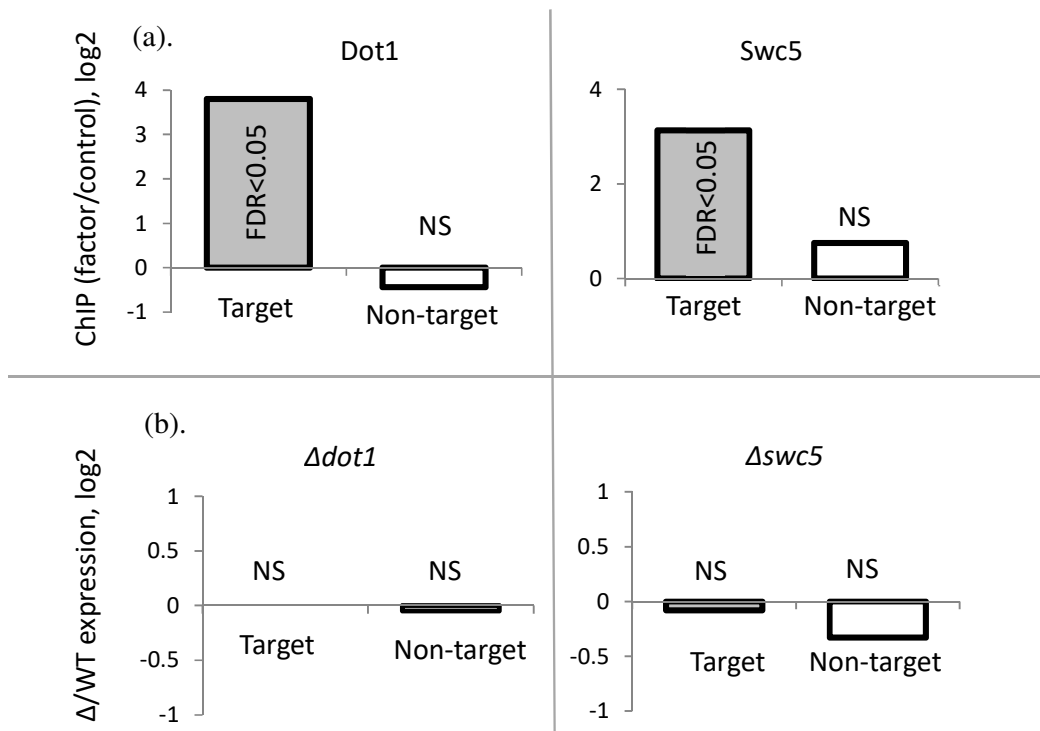 (a).
Dot1
Swc5
ChIP (factor/control), log2
4
3
2
1
0
-1
FDR<0.05
NS
Target
Non-target
4
2
0
FDR<0.05
NS
Target
Non-target
(b).
Δdot1
Δswc5
Δ/WT expression, log2
1
0.5
0
-0.5
-1
NS
NS
Target
Non-target
1
0.5
0
-0.5
-1
NS
NS
Target
Non-target